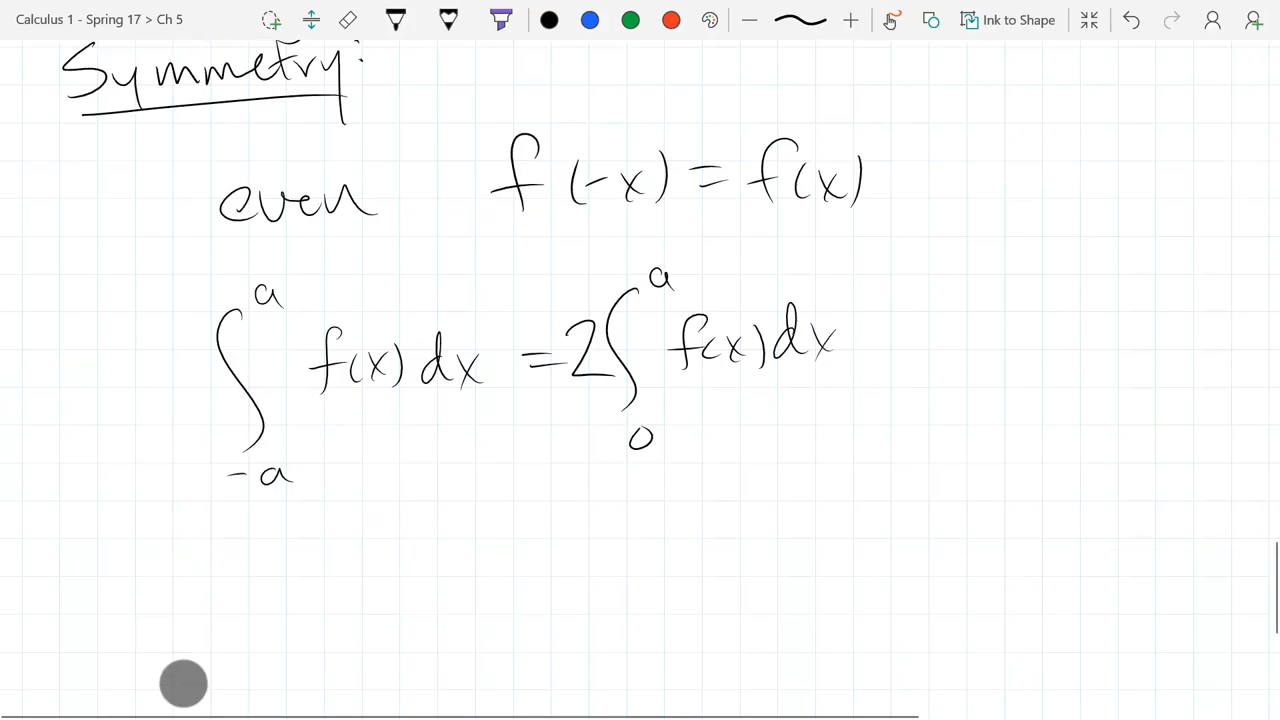 Calculus 1 - Spring 17 > Ch 5
Ink to Shape
Symmetry:
even f(-x) = f(x)
∫_{-a}^{a} f(x) dx = 2∫_{0}^{a} f(x) dx